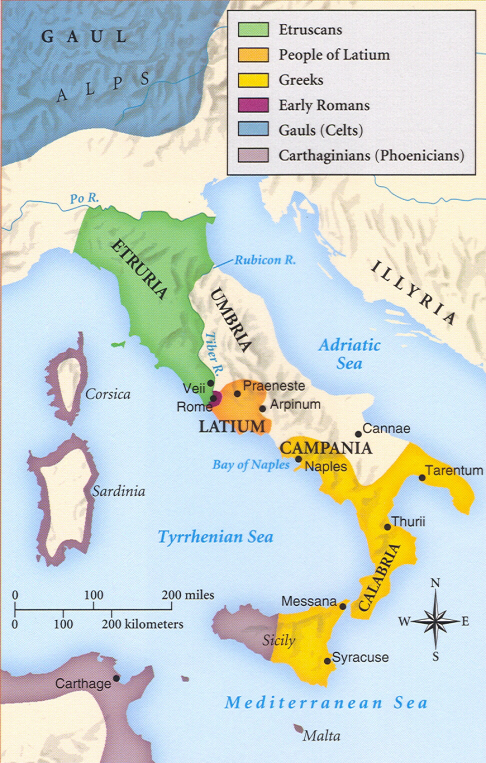 GAUL
ALPS
Etruscans
People of Latium
Greeks
Early Romans
Gauls (Celts)
Carthaginians (Phoenicians)
Po R.
ETRURIA
Rubicon R.
UMBRIA
ILLYRIA
Tiber R.
Adriatic
Sea
Corsica
Veii
Praeneste
Rome
Arpinum
LATIUM
Cannae
CAMPANIA
Bay of Naples
Naples
Tarentum
Sardinia
Thurii
Tyrrhenian Sea
CALABRIA
0 100 200 miles
0 100 200 kilometers
Messana
N
W E
S
Sicily
Syracuse
Carthage
Mediterranean Sea
Malta